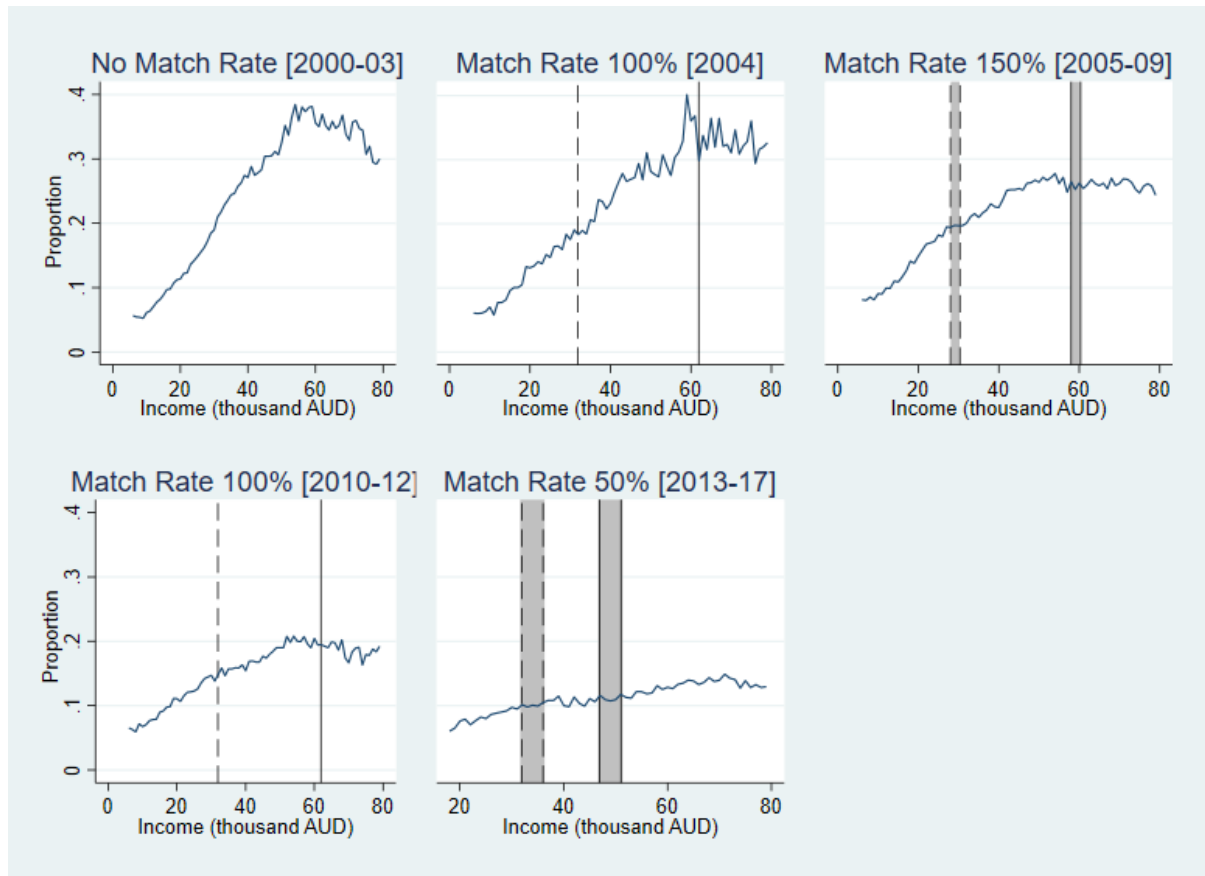 No Match Rate [2000-03]
Match Rate 100% [2004]
Match Rate 150% [2005-09]
Proportion
.4
.3
.2
.1
0
0 20 40 60 80
Income (thousand AUD)
0 20 40 60 80
Income (thousand AUD)
0 20 40 60 80
Income (thousand AUD)
Match Rate 100% [2010-12]
Match Rate 50% [2013-17]
Proportion
.4
.3
.2
.1
0
0 20 40 60 80
Income (thousand AUD)
20 40 60 80
Income (thousand AUD)